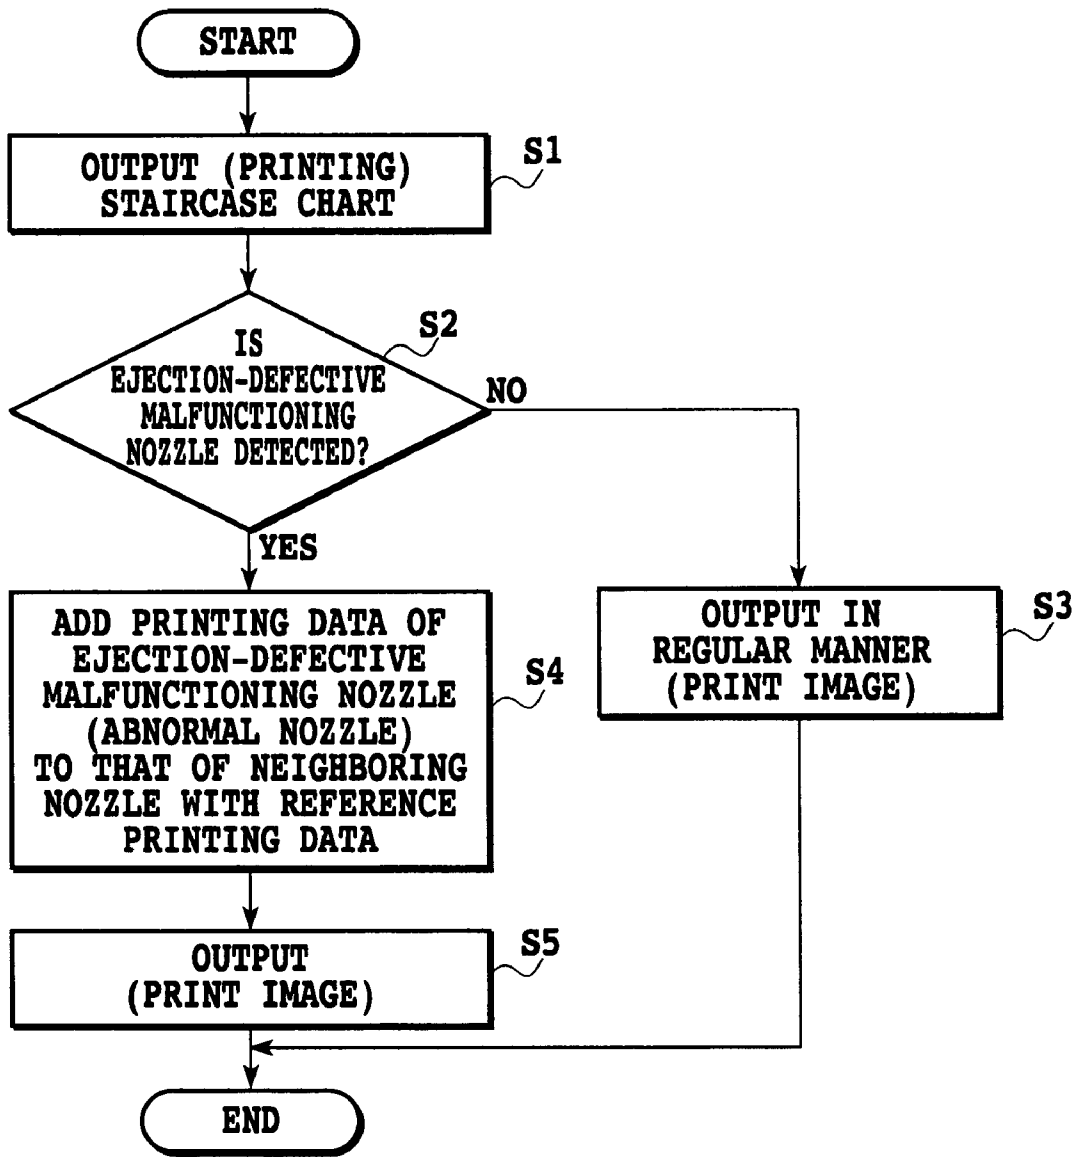 START
OUTPUT (PRINTING)
STAIRCASE CHART
S1
IS
EJECTION-DEFECTIVE
MALFUNCTIONING
NOZZLE DETECTED?
S2
NO
YES
OUTPUT IN
REGULAR MANNER
(PRINT IMAGE)
S3
ADD PRINTING DATA OF
EJECTION-DEFECTIVE
MALFUNCTIONING NOZZLE
(ABNORMAL NOZZLE)
TO THAT OF NEIGHBORING
NOZZLE WITH REFERENCE
PRINTING DATA
S4
OUTPUT
(PRINT IMAGE)
S5
END